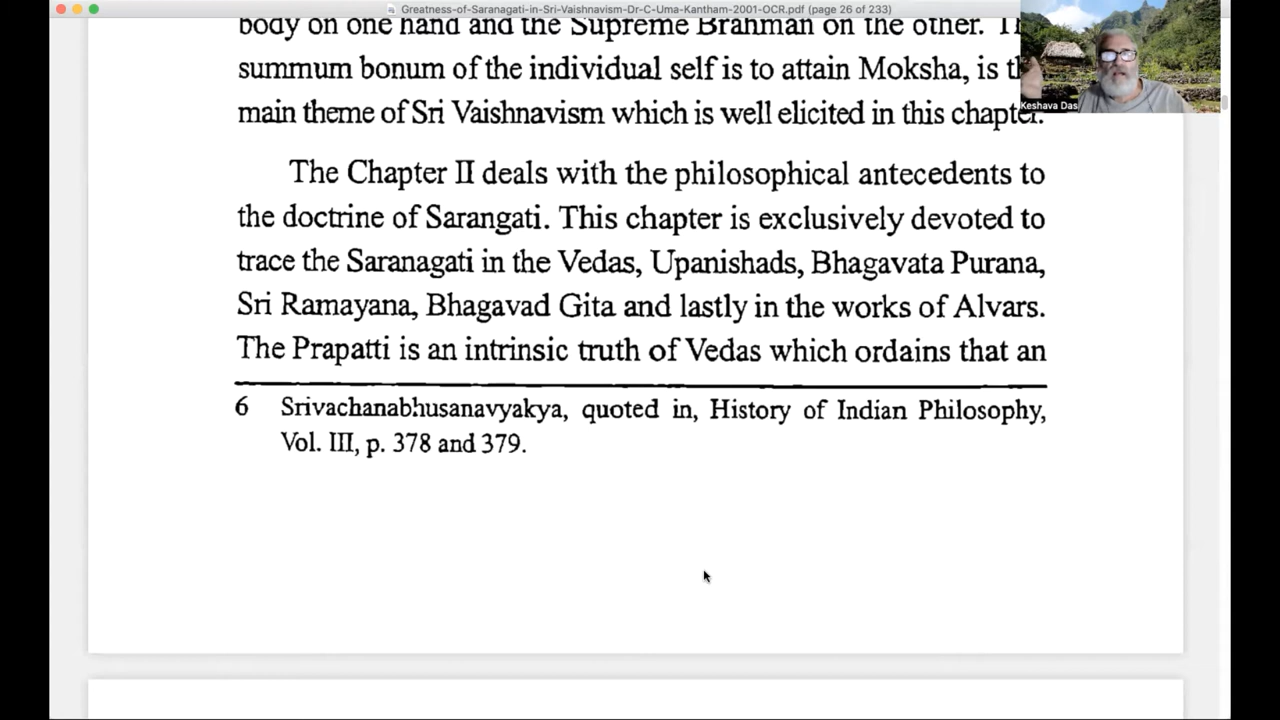 Greatness-of-Saranagati-in-Sri-Vaishnavism-Dr-C-Uma-Kantham-2001-OCR.pdf (page 26 of 233)
body on one hand and the Supreme Brahman on the other.
summum bonum of the individual self is to attain Moksha, is
main theme of Sri Vaishnavism which is well elicited in this chapter.
Keshava Das
The Chapter II deals with the philosophical antecedents to
the doctrine of Sarangati. This chapter is exclusively devoted to
trace the Saranagati in the Vedas, Upanishads, Bhagavata Purana,
Sri Ramayana, Bhagavad Gita and lastly in the works of Alvars.
The Prapatti is an intrinsic truth of Vedas which ordains that an
6 Srivachanabhusanavyakya, quoted in, History of Indian Philosophy,
Vol. III, p. 378 and 379.